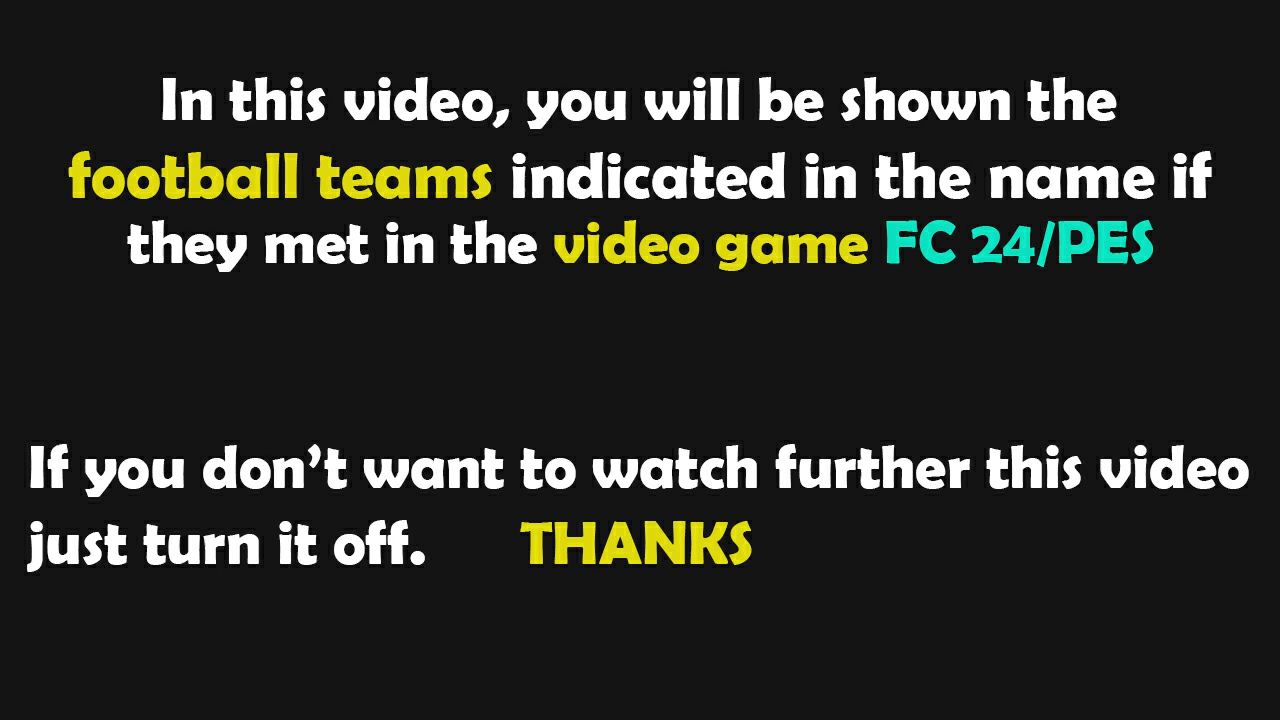 In this video, you will be shown the
football teams indicated in the name if
they met in the video game FC 24/PES
If you don't want to watch further this video
just turn it off. THANKS